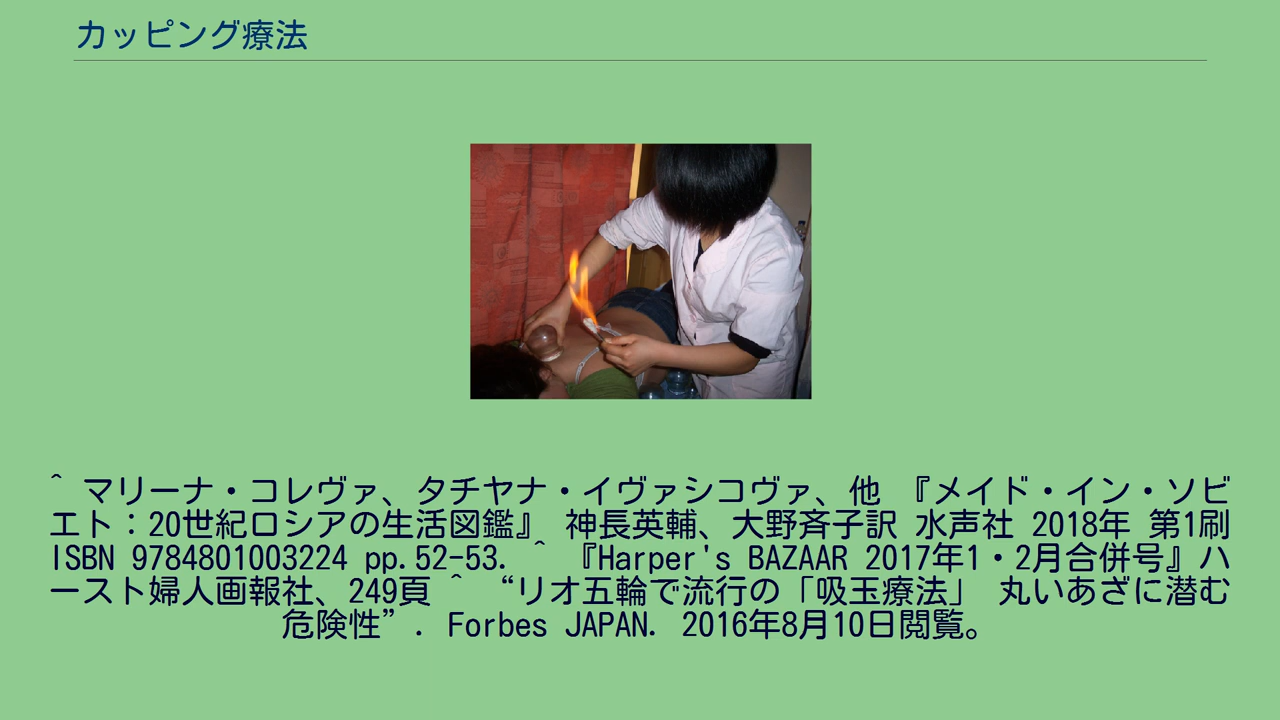 カッピング療法
^ マリーナ・コレヴァ、タチヤナ・イヴァシコヴァ、他 『メイド・イン・ソビ
エト：20世紀ロシアの生活図鑑』 神長英輔、大野斉子訳 水声社 2018年 第1刷
ISBN 9784801003224 pp.52-53. ^ 『Harper's BAZAAR 2017年1・2月合併号』ハ
ースト婦人画報社、249頁 ^ “リオ五輪で流行の「吸玉療法」 丸いあざに潜む
危険性”. Forbes JAPAN. 2016年8月10日閲覧。